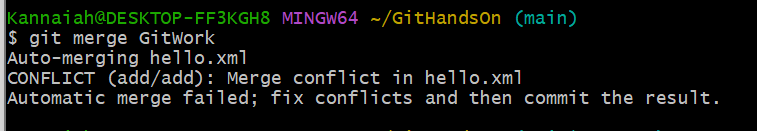 Kannaiah@DESKTOP-FF3KGH8 MINGW64 ~/GitHandsOn (main)
$ git merge GitWork
Auto-merging hello.xml
CONFLICT (add/add): Merge conflict in hello.xml
Automatic merge failed; fix conflicts and then commit the result.